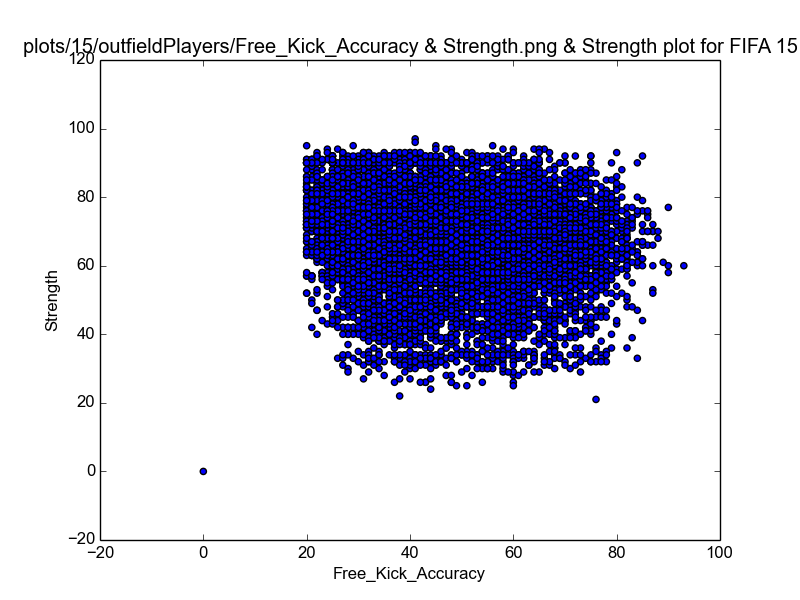 plots/15/outfieldPlayers/Free_Kick_Accuracy & Strength.png & Strength plot for FIFA 15
120
100
80
60
40
20
0
−20
Strength
−20 0 20 40 60 80 100
Free_Kick_Accuracy